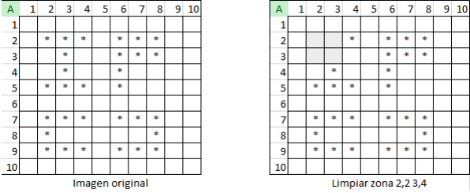 A 1 2 3 4 5 6 7 8 9 10
1
2 * * * * * *
3 * * * *
4 * *
5 * * * *
6
7 * * * * * *
8 * *
9 * * * * * *
10
Imagen original
A 1 2 3 4 5 6 7 8 9 10
1
2 * * * *
3 * * *
4 * *
5 * * * *
6
7 * * * * * *
8 * *
9 * * * * * *
10
Limpiar zona 2,2 3,4